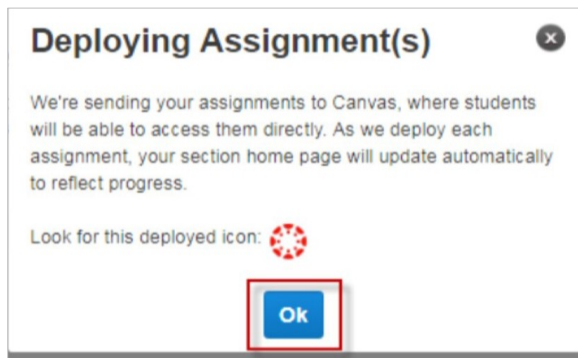 Deploying Assignment(s)
We're sending your assignments to Canvas, where students
will be able to access them directly. As we deploy each
assignment, your section home page will update automatically
to reflect progress.
Look for this deployed icon:
Ok